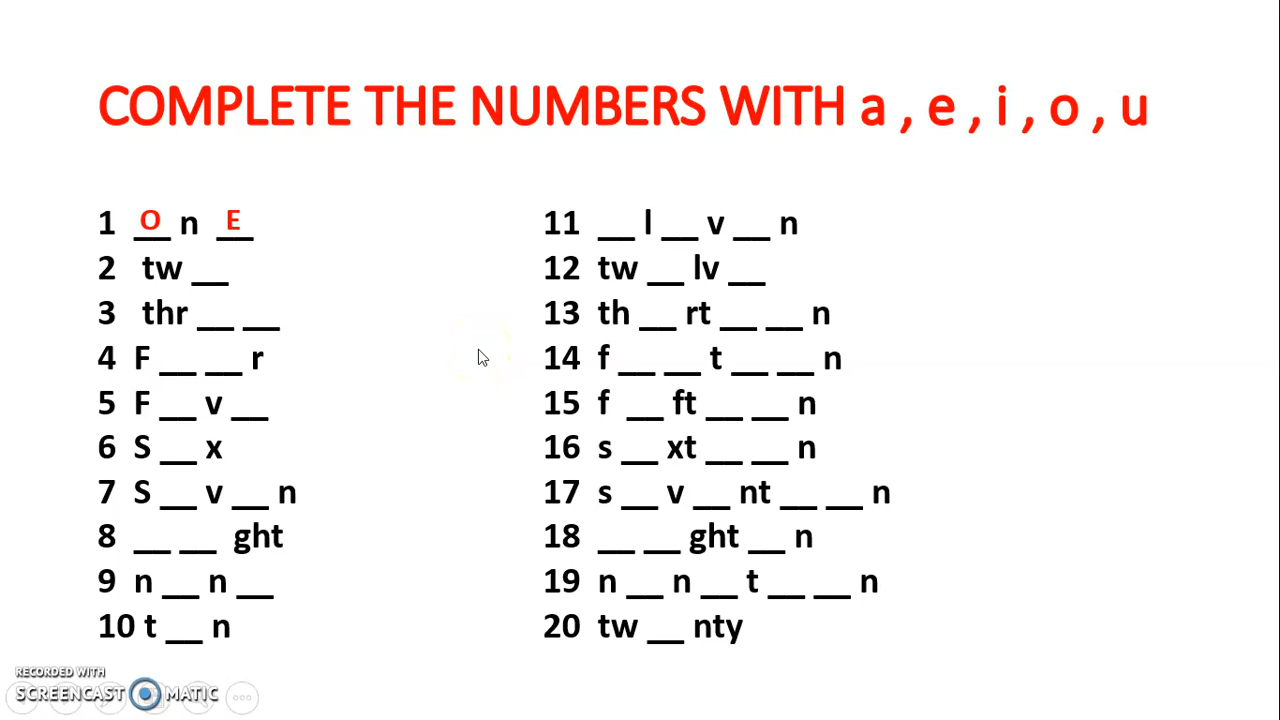 COMPLETE THE NUMBERS WITH a , e , i , o , u
1 O n E
2 tw __
3 thr __ __
4 F __ __ r
5 F __ v __
6 S __ x
7 S __ v __ n
8 __ __ ght
9 n __ n __
10 t __ n
11 __ l __ v __ n
12 tw __ lv __
13 th __ rt __ __ n
14 f __ __ t __ __ n
15 f __ ft __ __ n
16 s __ xt __ __ n
17 s __ v __ nt __ __ n
18 __ __ ght __ n
19 n __ n __ t __ __ n
20 tw __ nty
RECORDED WITH
SCREENCAST MATIC